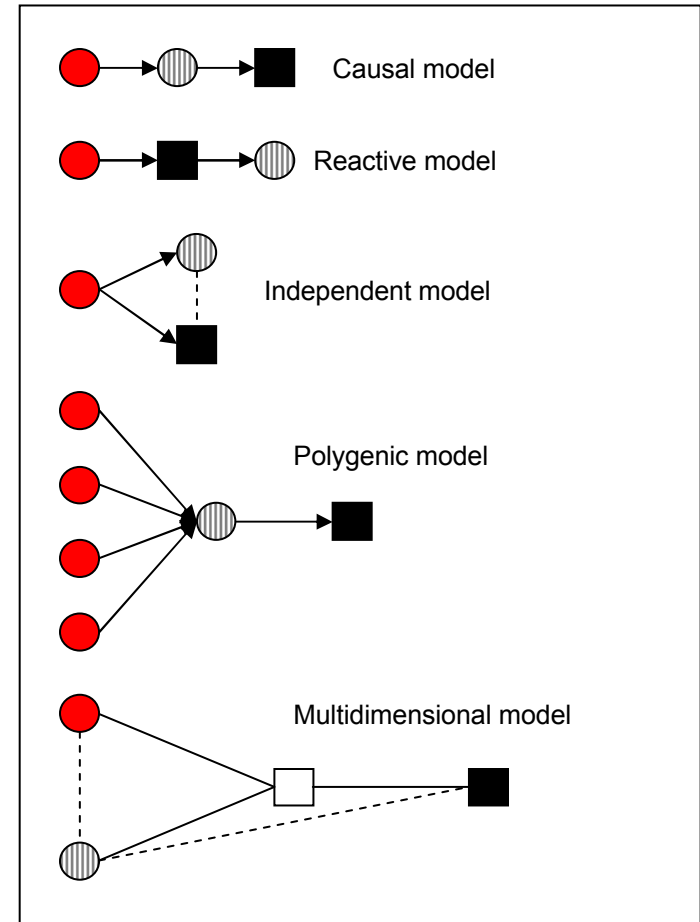 Causal model
Reactive model
Independent model
Polygenic model
Multidimensional model